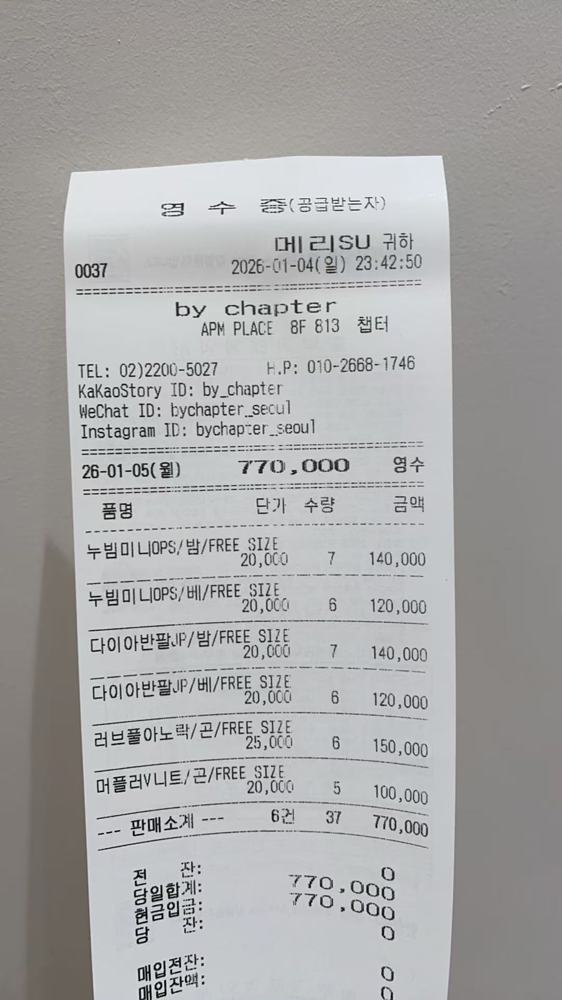 영 수 증(공급받는자)
메리SU 귀하
0037 2026-01-04(일) 23:42:50
by chapter
APM PLACE 8F 813 챕터
TEL: 02)2200-5027 H.P: 010-2668-1746
KaKaoStory ID: by_chapter
WeChat ID: bychapter_seoul
Instagram ID: bychapter_seoul
26-01-05(월) 770,000 영수
품명 단가 수량 금액
누빔미니OPS/밤/FREE SIZE
20,000 7 140,000
누빔미니OPS/베/FREE SIZE
20,000 6 120,000
다이아반팔JP/밤/FREE SIZE
20,000 7 140,000
다이아반팔JP/베/FREE SIZE
20,000 6 120,000
러브풀아노락/곤/FREE SIZE
25,000 6 150,000
머플러V니트/곤/FREE SIZE
20,000 5 100,000
--- 판매소계 --- 6건 37 770,000
전 잔: 0
당일합계: 770,000
현금입금: 770,000
당 잔: 0
매입전잔: 0
매입잔액: 0